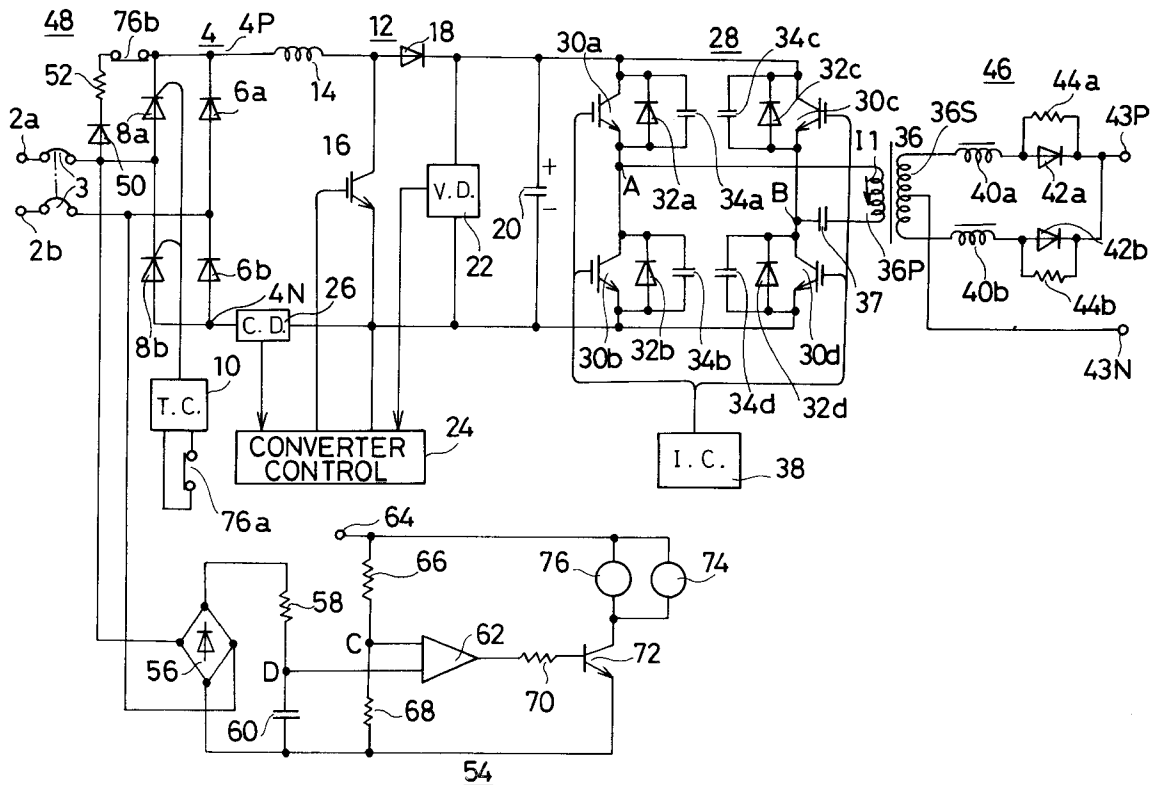 48
76b
4
4P
12
18
30a
28
34c
32c
46
44a
52
14
6a
8a
30c
36
36S
43P
2a
16
I1
3
50
V.D.
+
20
-
22
A
32a
34a
B
40a
42a
2b
6b
4N
26
C.D.
36P
37
42b
40b
44b
8b
30b
32b
34b
34d
32d
30d
43N
10
T.C.
CONVERTER
CONTROL
24
I.C.
38
76a
64
66
76
74
58
C
62
56
D
70
72
60
68
54